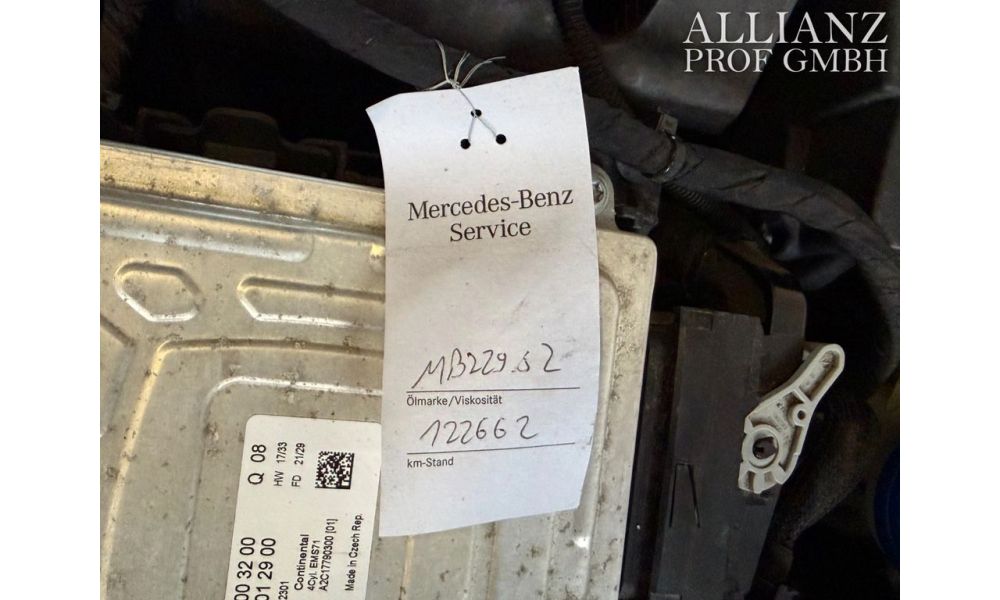 ALLIANZ
PROF GMBH
Mercedes-Benz
Service
MB229.52
Ölmarke/Viskosität
122662
km-Stand
Q 08
HW 17/33
FD 21/29
00 32 00
01 29 00
2301
Continental
4Cyl. EMS71
A2C17790300 [01]
Made in Czech Rep.